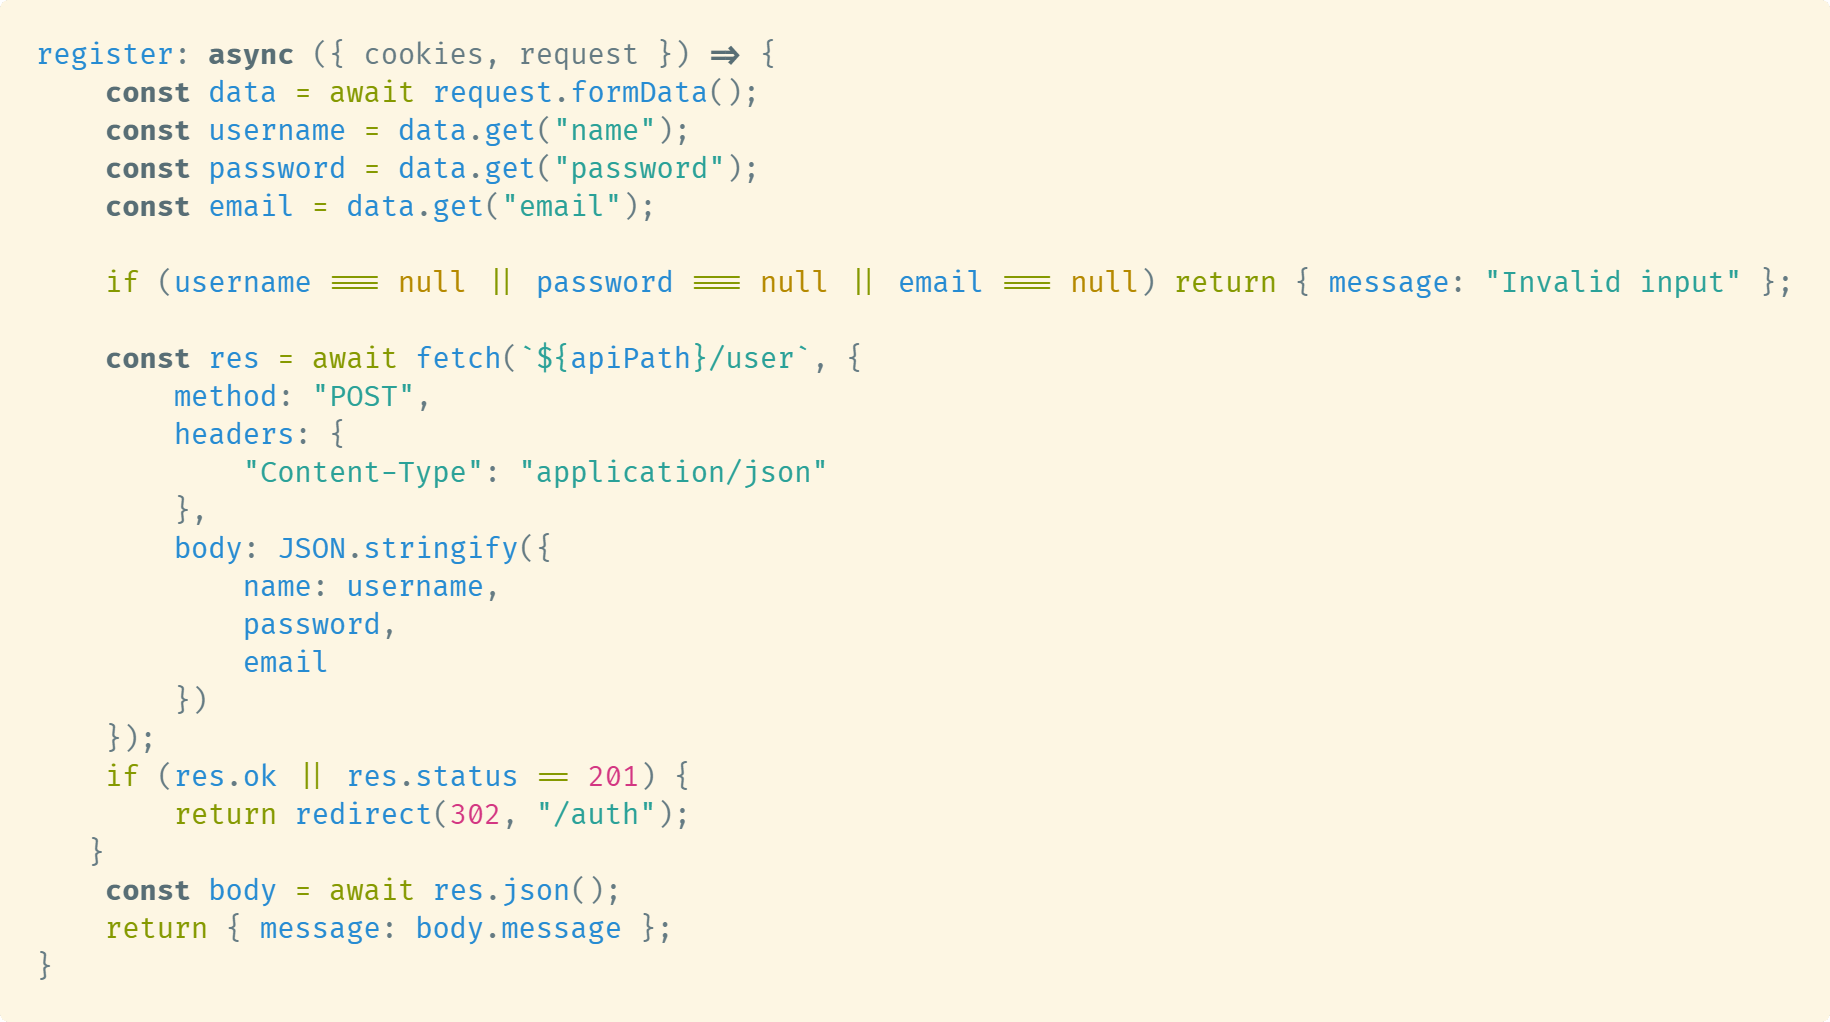 register: async ({ cookies, request }) => {
    const data = await request.formData();
    const username = data.get("name");
    const password = data.get("password");
    const email = data.get("email");

    if (username === null || password === null || email === null) return { message: "Invalid input" };

    const res = await fetch(`${apiPath}/user`, {
        method: "POST",
        headers: {
            "Content-Type": "application/json"
        },
        body: JSON.stringify({
            name: username,
            password,
            email
        })
    });
    if (res.ok || res.status == 201) {
        return redirect(302, "/auth");
   }
    const body = await res.json();
    return { message: body.message };
}